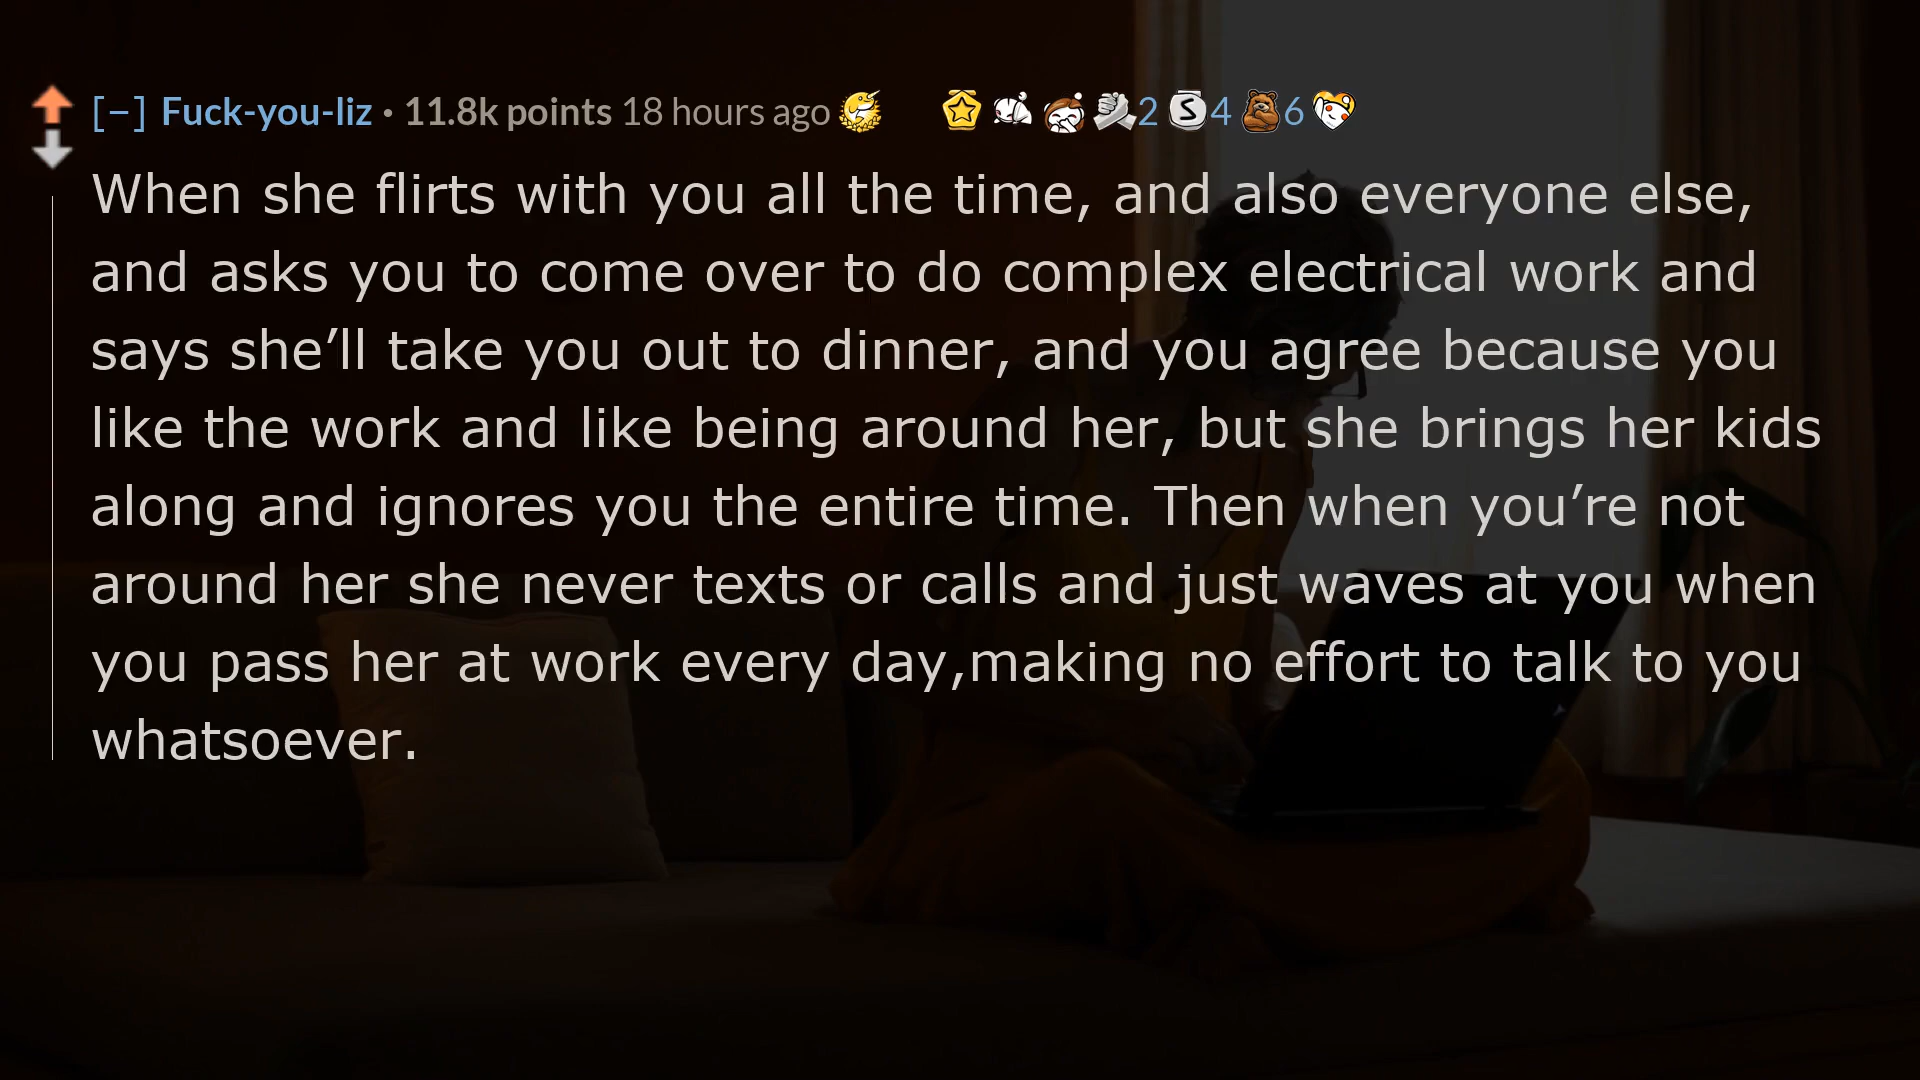 [–] Fuck-you-liz • 11.8k points 18 hours ago 2 S 4 6
When she flirts with you all the time, and also everyone else,
and asks you to come over to do complex electrical work and
says she’ll take you out to dinner, and you agree because you
like the work and like being around her, but she brings her kids
along and ignores you the entire time. Then when you’re not
around her she never texts or calls and just waves at you when
you pass her at work every day,making no effort to talk to you
whatsoever.